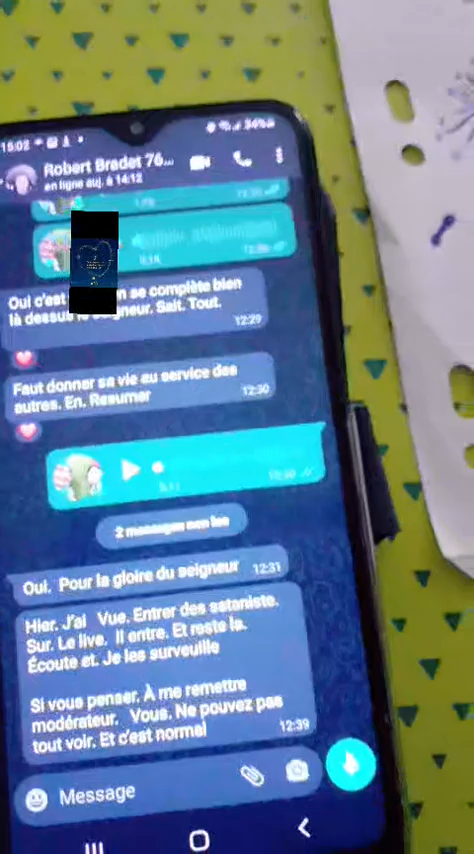 15:02 34%
Robert Bradet 76...
en ligne auj. à 14:12
Oui c'est se complète bien
là dessus le seigneur. Sait. Tout.
12:29
Faut donner sa vie au service des
autres. En. Resumer 12:30
2 messages non lus
Oui. Pour la gloire du seigneur 12:31
Hier. J'ai Vue. Entrer des sataniste.
Sur. Le live. Il entre. Et reste la.
Écoute et. Je les surveuille
Si vous penser. À me remettre
modérateur. Vous. Ne pouvez pas
tout voir. Et c'est normal 12:39
Message